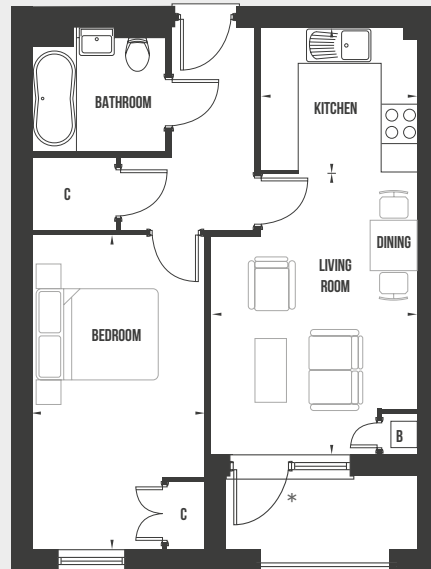 BATHROOM
KITCHEN
C
DINING
LIVING
ROOM
BEDROOM
B
C
*